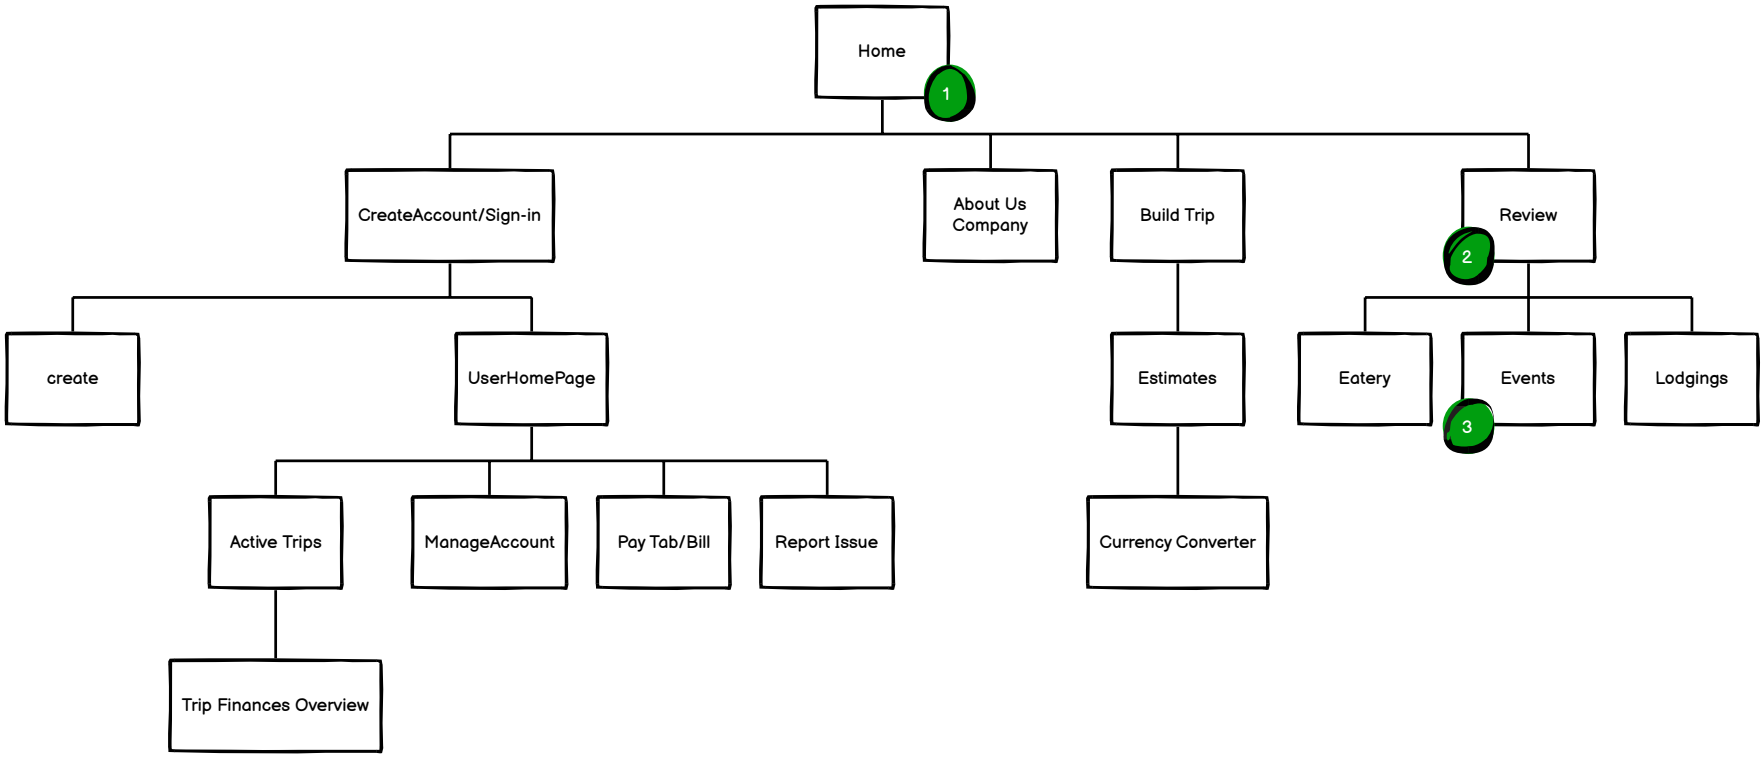 Home
1
CreateAccount/Sign-in
About Us
Company
Build Trip
Review
2
create
UserHomePage
Estimates
Eatery
Events
Lodgings
3
Active Trips
ManageAccount
Pay Tab/Bill
Report Issue
Currency Converter
Trip Finances Overview